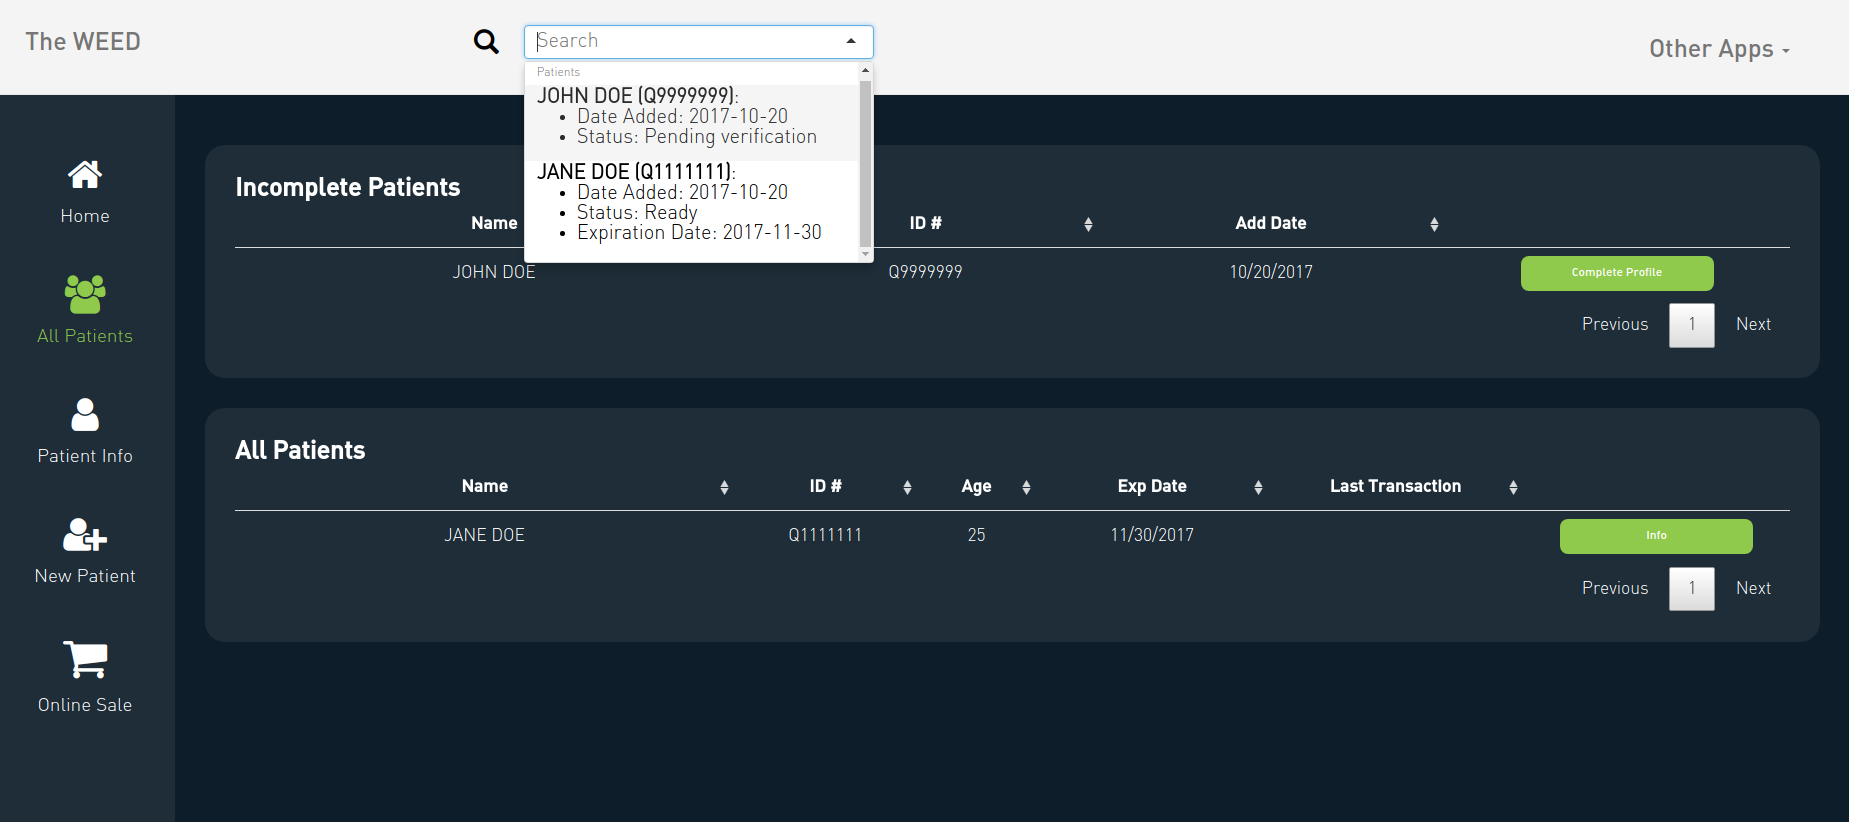 The WEED
Search
Other Apps
Patients
JOHN DOE (Q9999999):
Date Added: 2017-10-20
Status: Pending verification
JANE DOE (Q1111111):
Date Added: 2017-10-20
Status: Ready
Expiration Date: 2017-11-30
Home
All Patients
Patient Info
New Patient
Online Sale
Incomplete Patients
Name ID # Add Date
JOHN DOE Q9999999 10/20/2017 Complete Profile
Previous 1 Next
All Patients
Name ID # Age Exp Date Last Transaction
JANE DOE Q1111111 25 11/30/2017 Info
Previous 1 Next